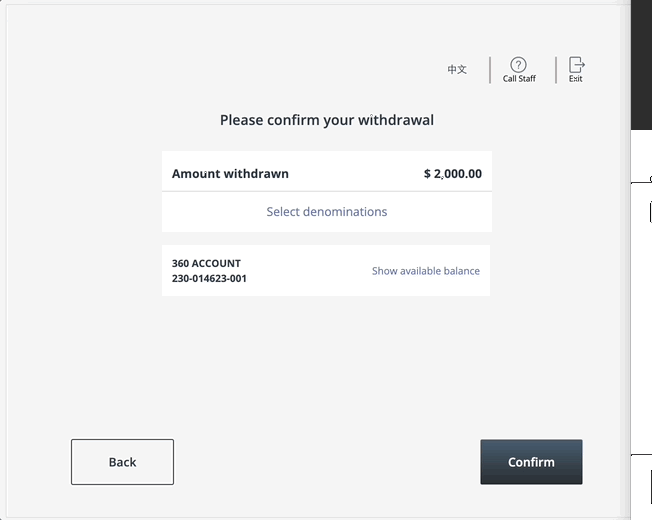 中文
Call Staff
Exit
Please confirm your withdrawal
Amount withdrawn $ 2,000.00
Select denominations
360 ACCOUNT
230-014623-001
Show available balance
Back
Confirm